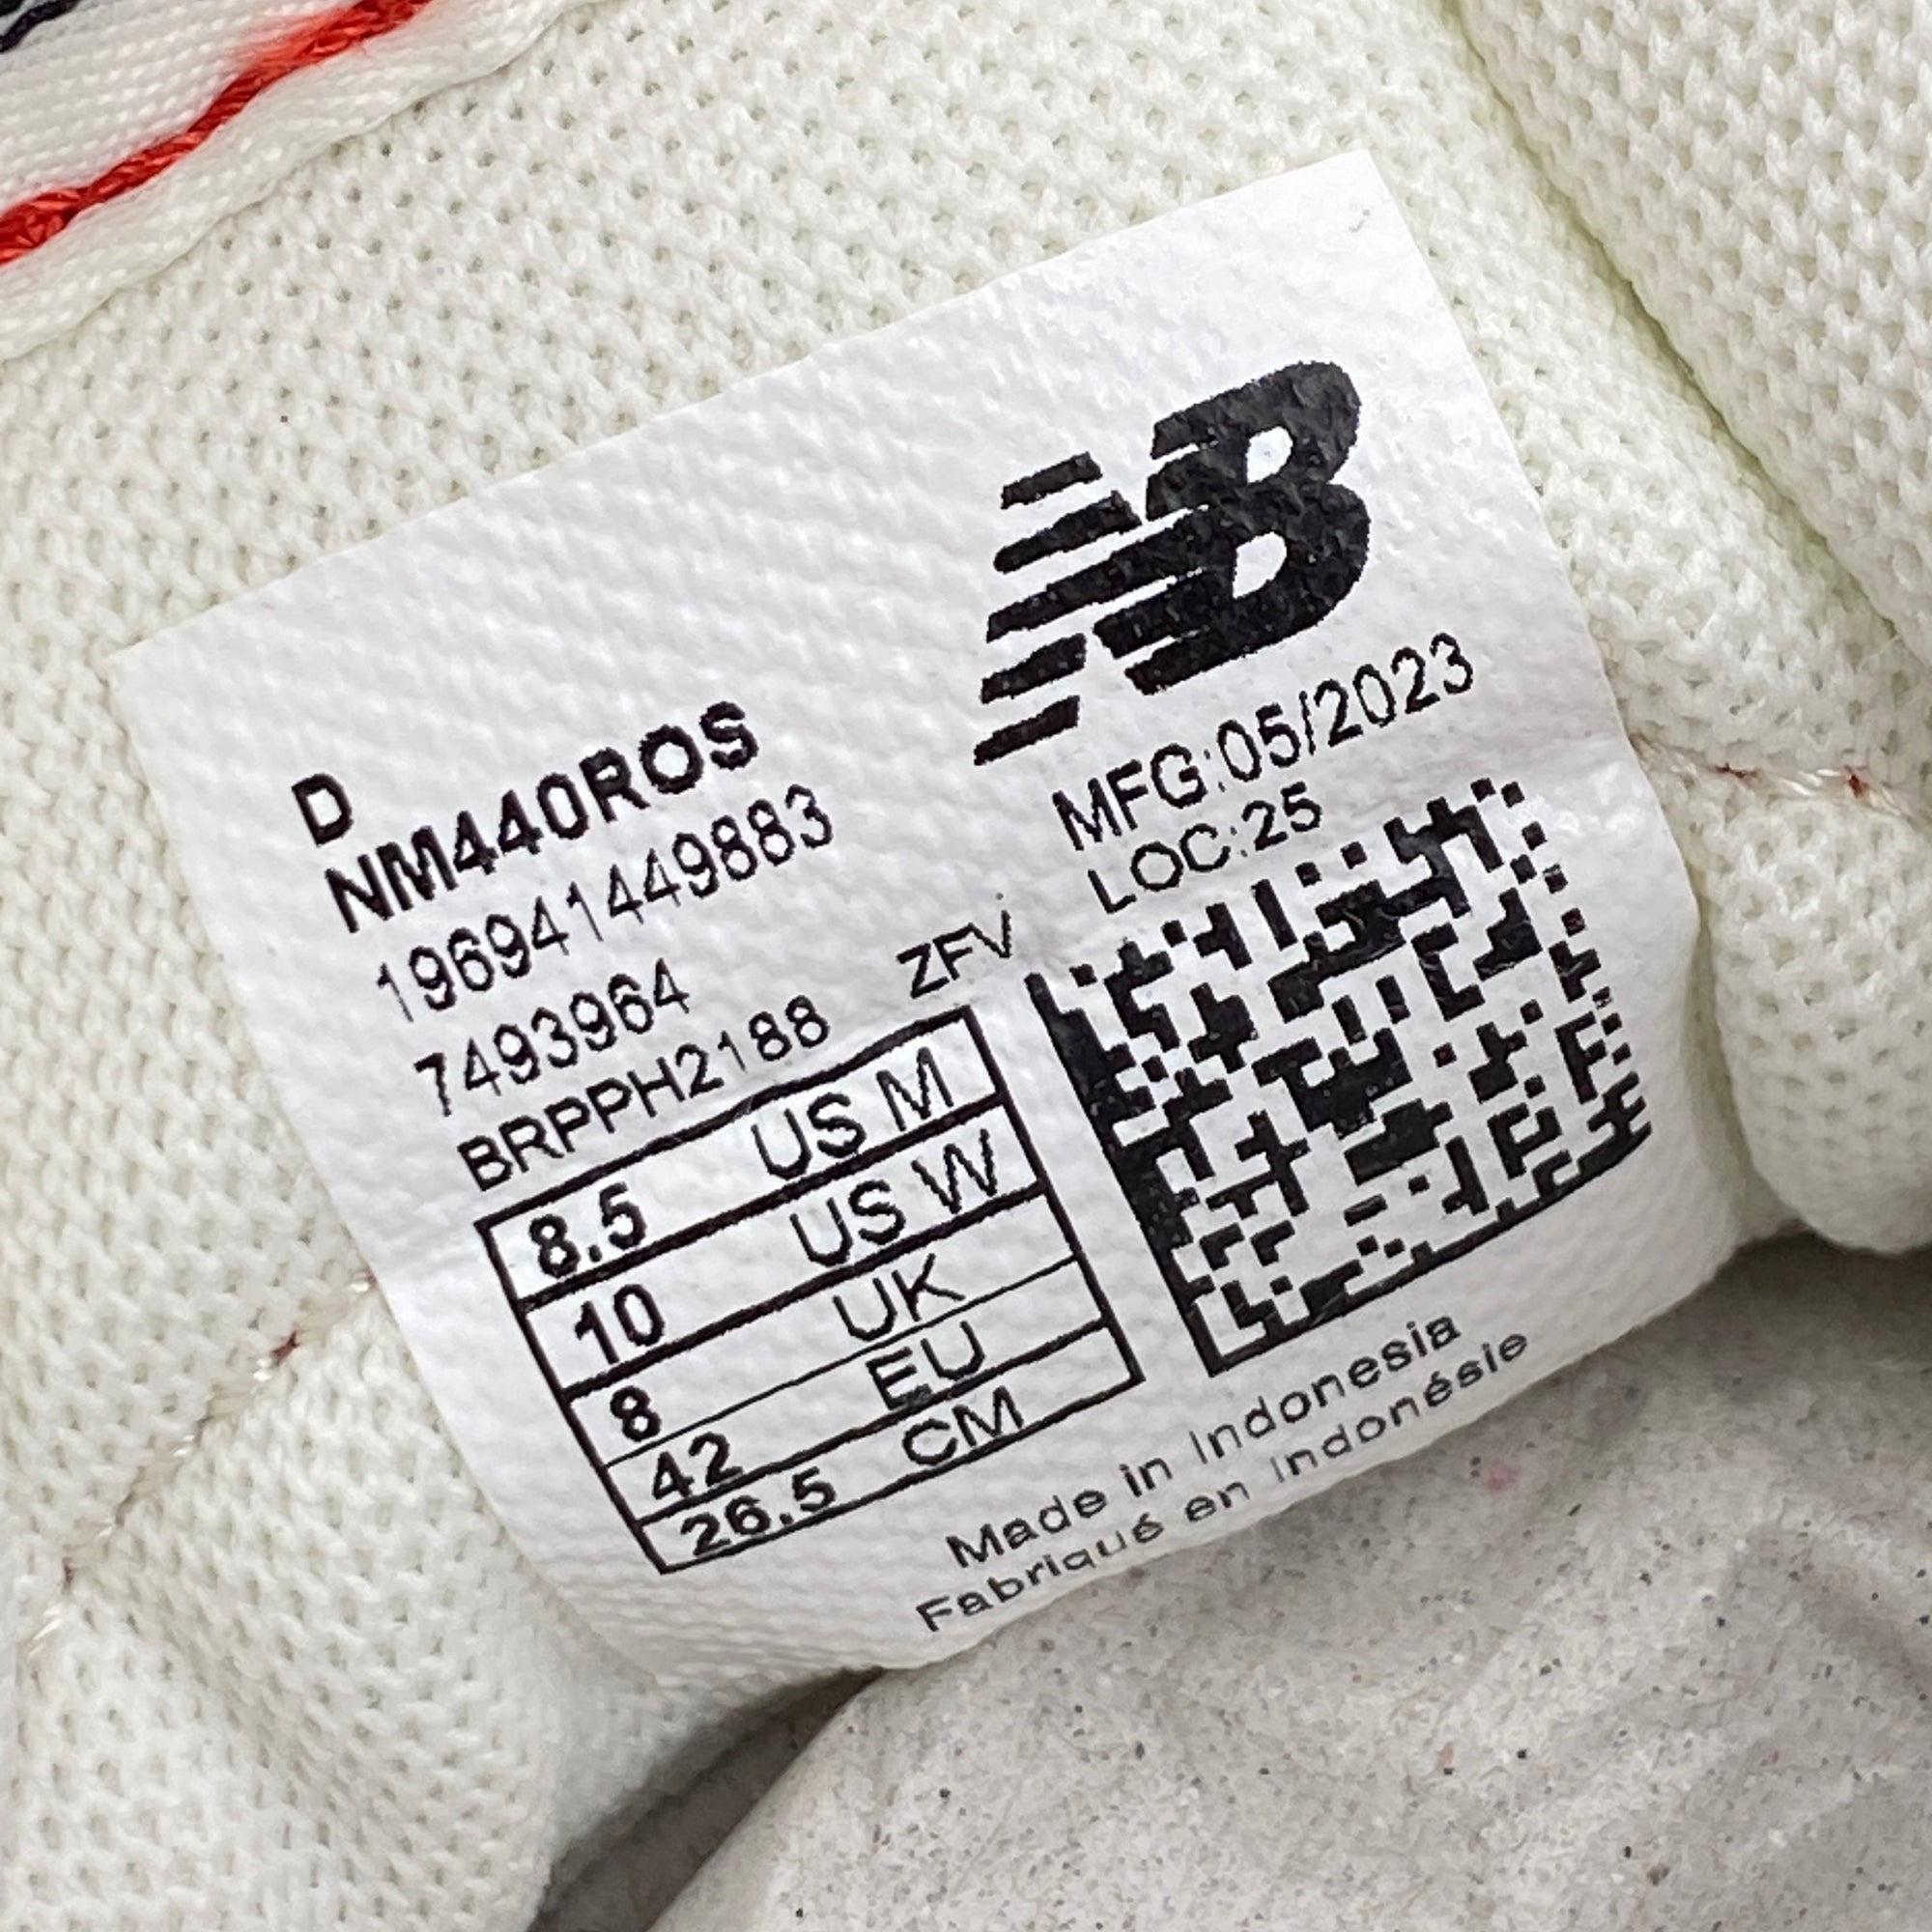 NB
D
NM440ROS
196941449883
7493964
BRPPH2188 ZFV
MFG:05/2023
LOC:25
8.5 US M
10 US W
8 UK
42 EU
26.5 CM
Made in Indonesia
Fabriqué en Indonésie